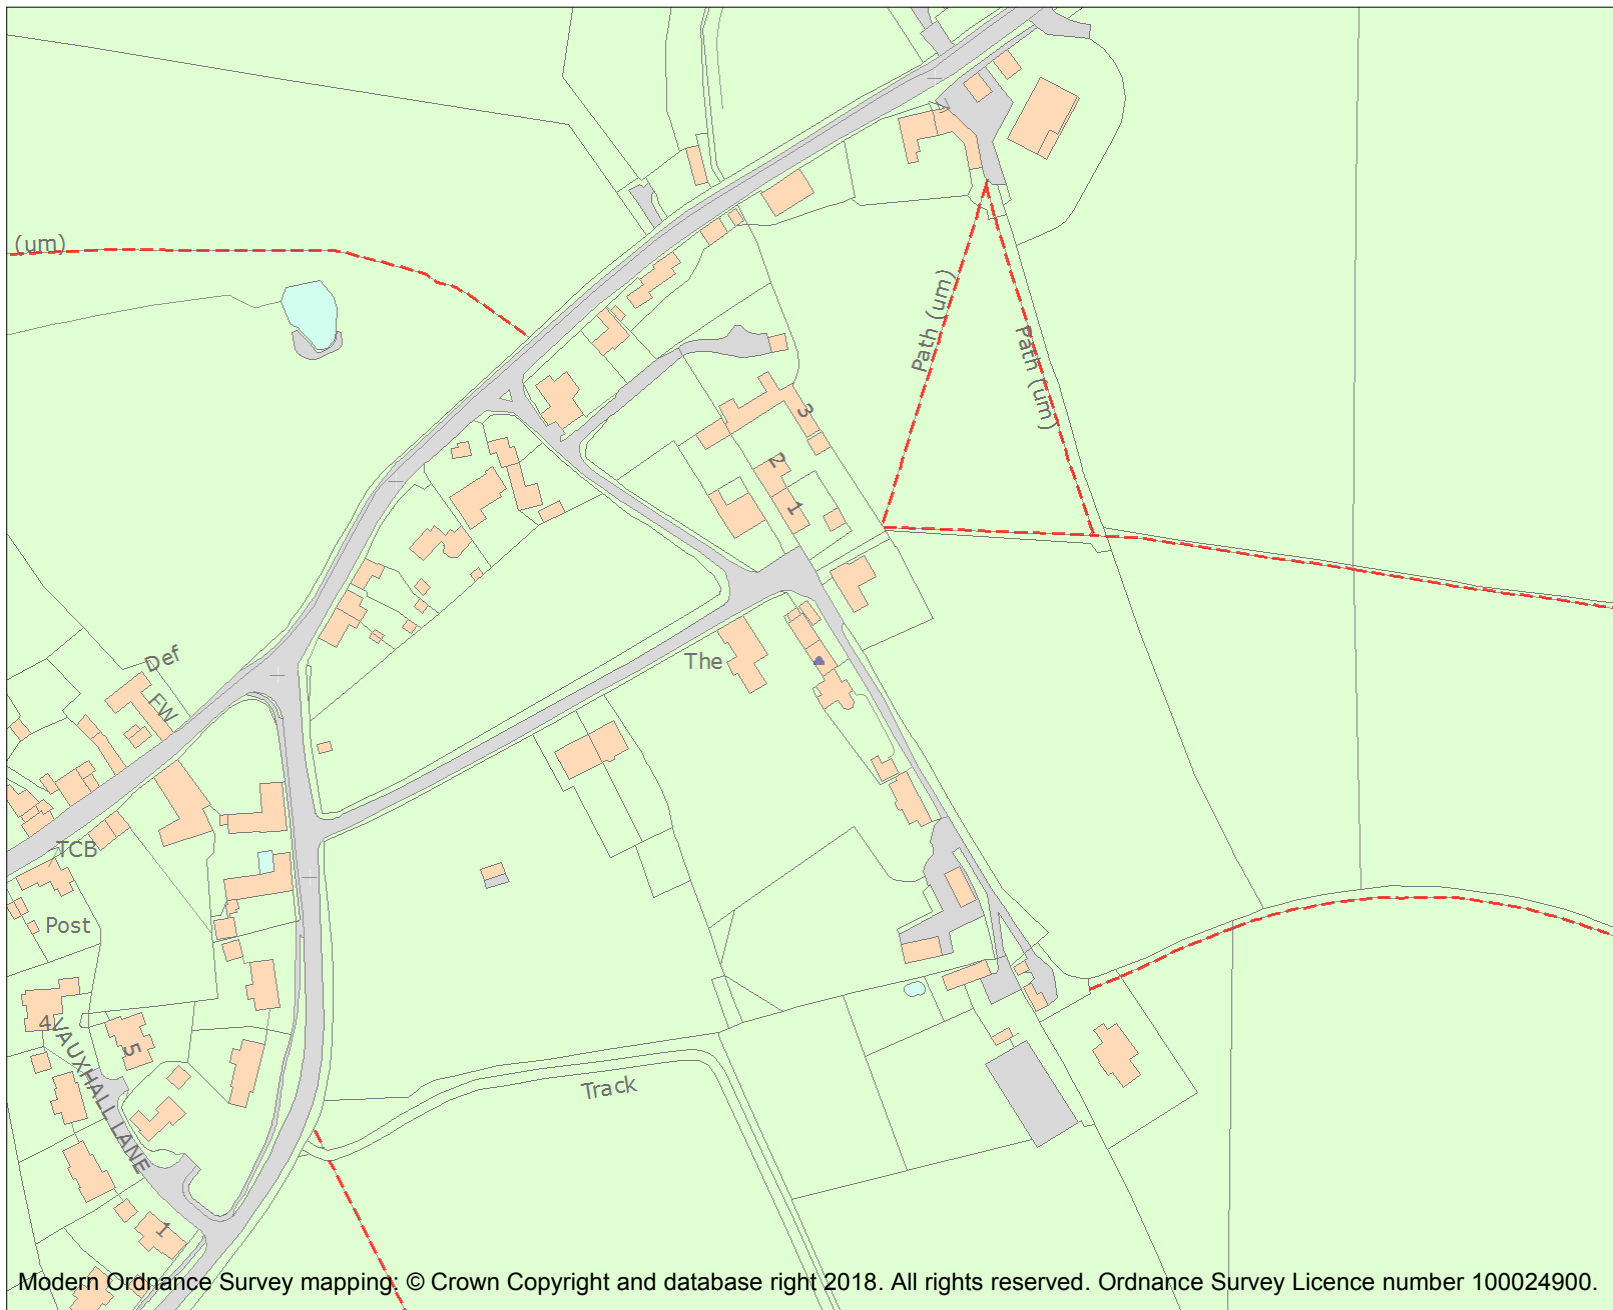 (um)
Path (um)
Path (um)
3
2
1
Def
FW
The
TCB
Post
4
VAUXHALL LANE
5
Track
1
Modern Ordnance Survey mapping: © Crown Copyright and database right 2018. All rights reserved. Ordnance Survey Licence number 100024900.